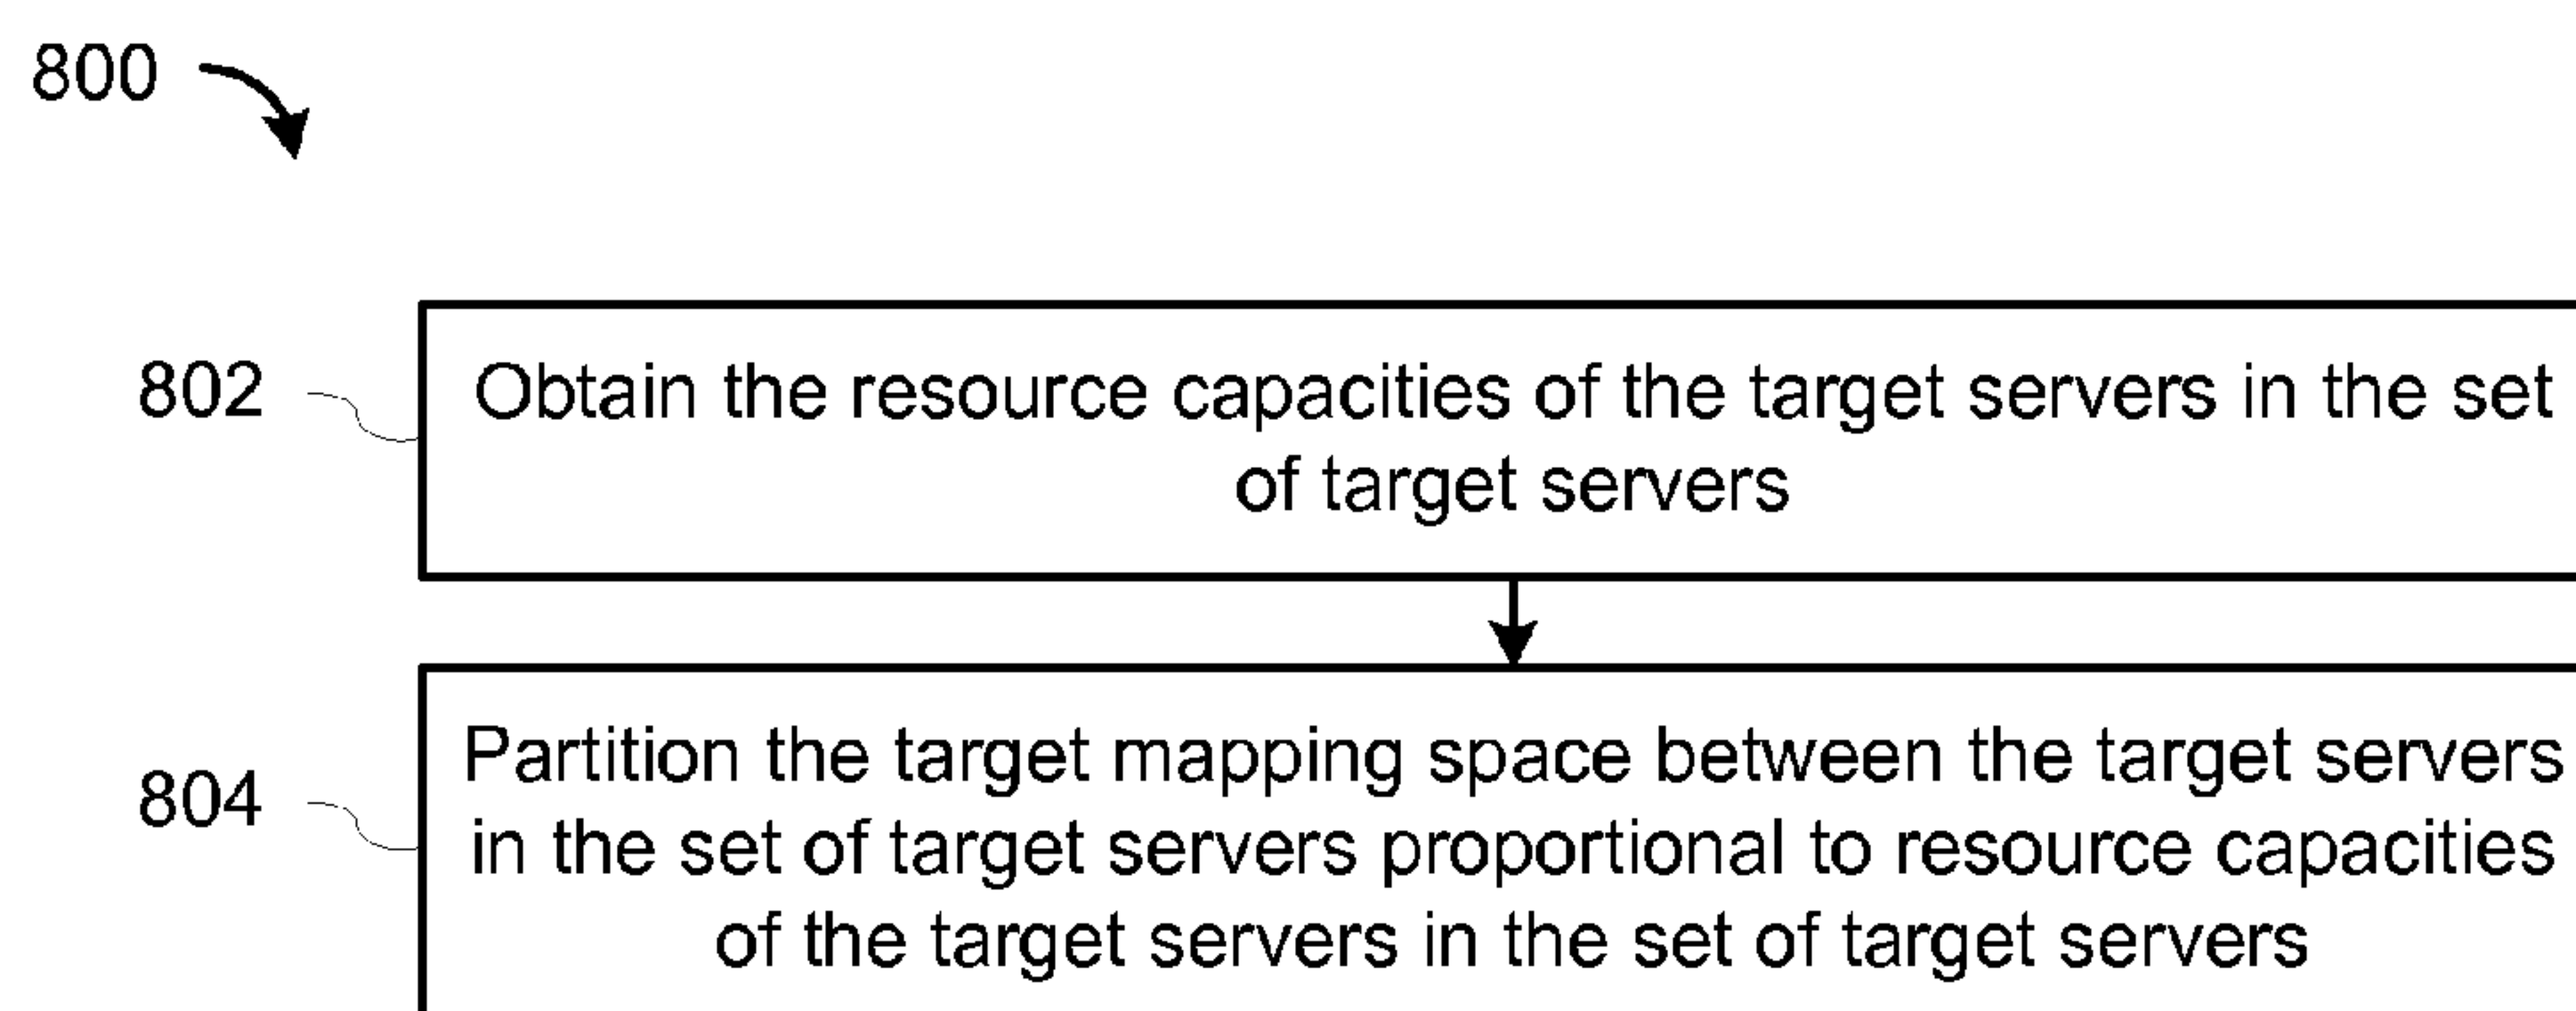 800
802
Obtain the resource capacities of the target servers in the set
of target servers
804
Partition the target mapping space between the target servers
in the set of target servers proportional to resource capacities
of the target servers in the set of target servers